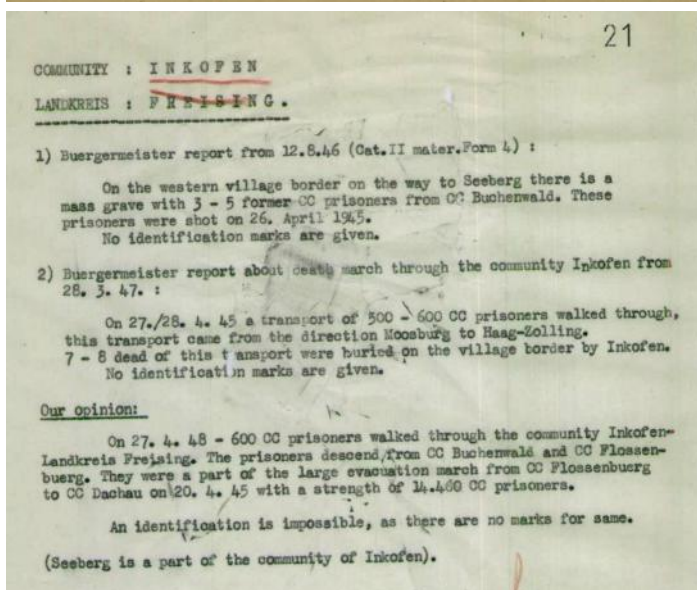 21
COMMUNITY : I N K O F E N
LANDKREIS : F R E I S I N G .
1) Buergermeister report from 12.8.46 (Cat.II mater.Form 4) :
On the western village border on the way to Seeberg there is a
mass grave with 3 - 5 former CC prisoners from CC Buchenwald. These
prisoners were shot on 26. April 1945.
No identification marks are given.
2) Buergermeister report about death march through the community Inkofen from
28. 3. 47. :
On 27./28. 4. 45 a transport of 500 - 600 CC prisoners walked through,
this transport came from the direction Moosburg to Haag-Zolling.
7 - 8 dead of this transport were buried on the village border by Inkofen.
No identification marks are given.
Our opinion:
On 27. 4. 48 - 600 CC prisoners walked through the community Inkofen-
Landkreis Freising. The prisoners descend from CC Buchenwald and CC Flossen-
buerg. They were a part of the large evacuation march from CC Flossenbuerg
to CC Dachau on 20. 4. 45 with a strength of 14.460 CC prisoners.
An identification is impossible, as there are no marks for same.
(Seeberg is a part of the community of Inkofen).